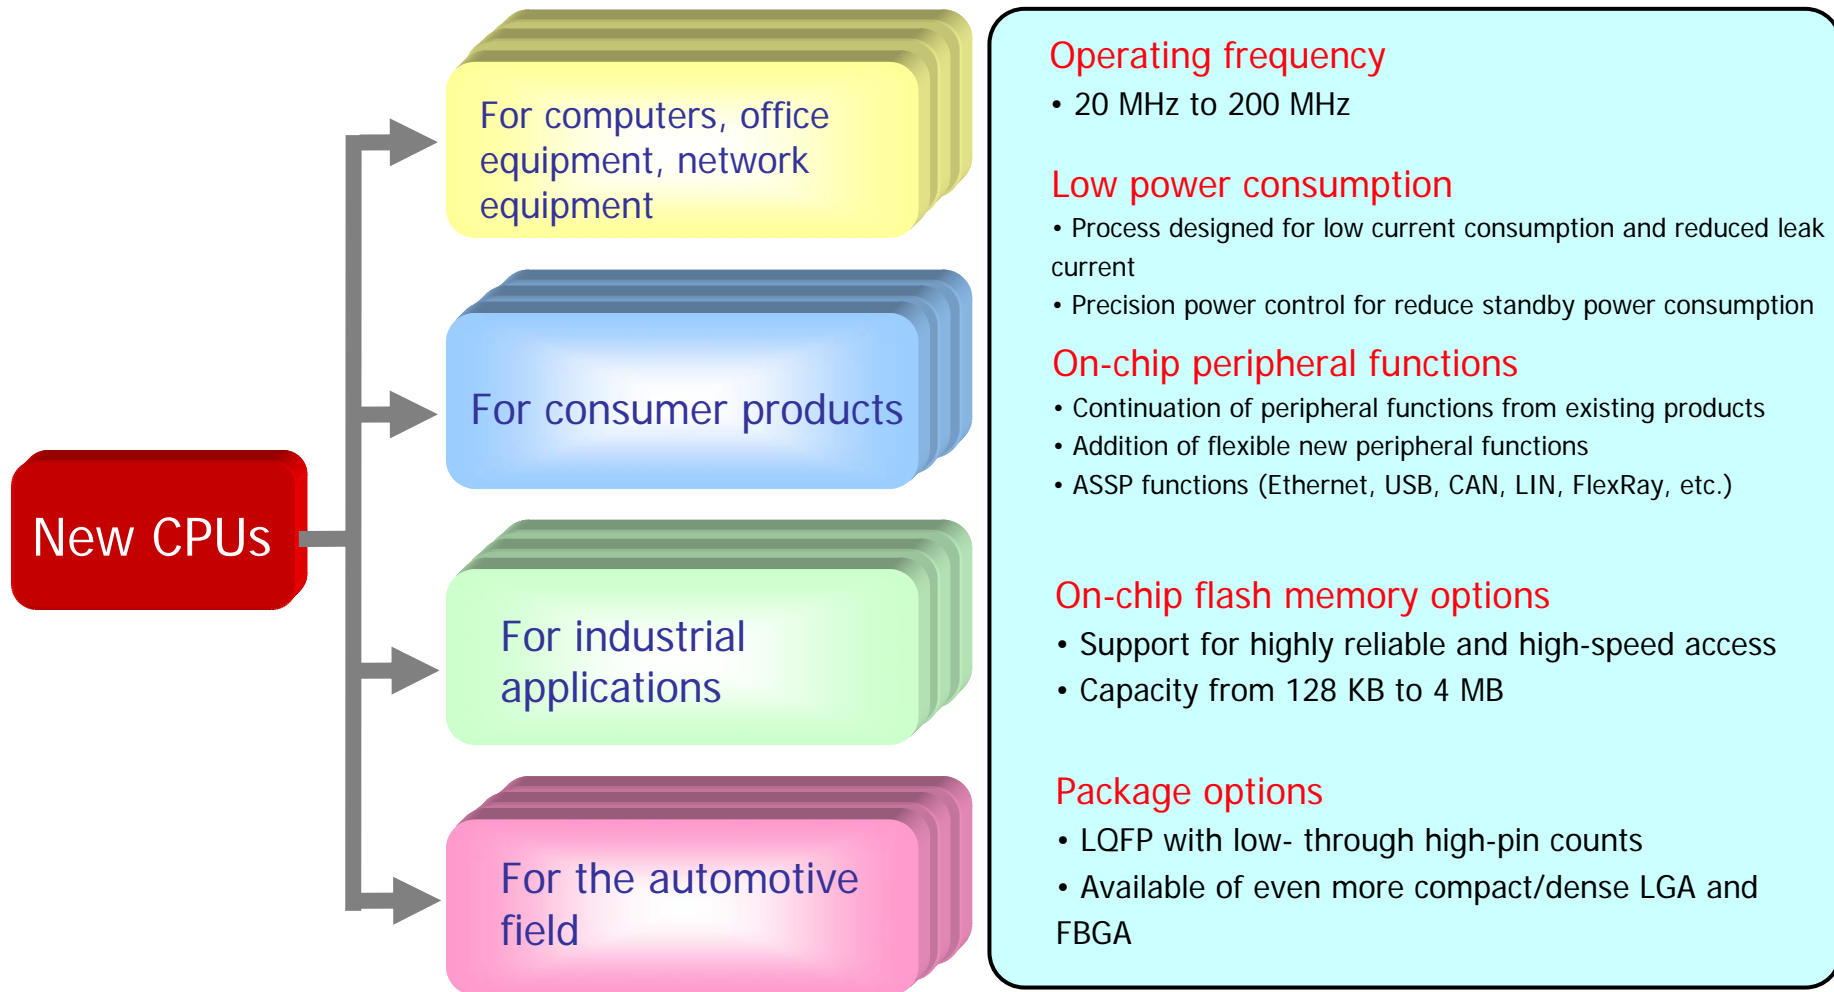 New CPUs
For computers, office
equipment, network
equipment
For consumer products
For industrial
applications
For the automotive
field
Operating frequency
• 20 MHz to 200 MHz
Low power consumption
• Process designed for low current consumption and reduced leak
current
• Precision power control for reduce standby power consumption
On-chip peripheral functions
• Continuation of peripheral functions from existing products
• Addition of flexible new peripheral functions
• ASSP functions (Ethernet, USB, CAN, LIN, FlexRay, etc.)
On-chip flash memory options
• Support for highly reliable and high-speed access
• Capacity from 128 KB to 4 MB
Package options
• LQFP with low- through high-pin counts
• Available of even more compact/dense LGA and
FBGA